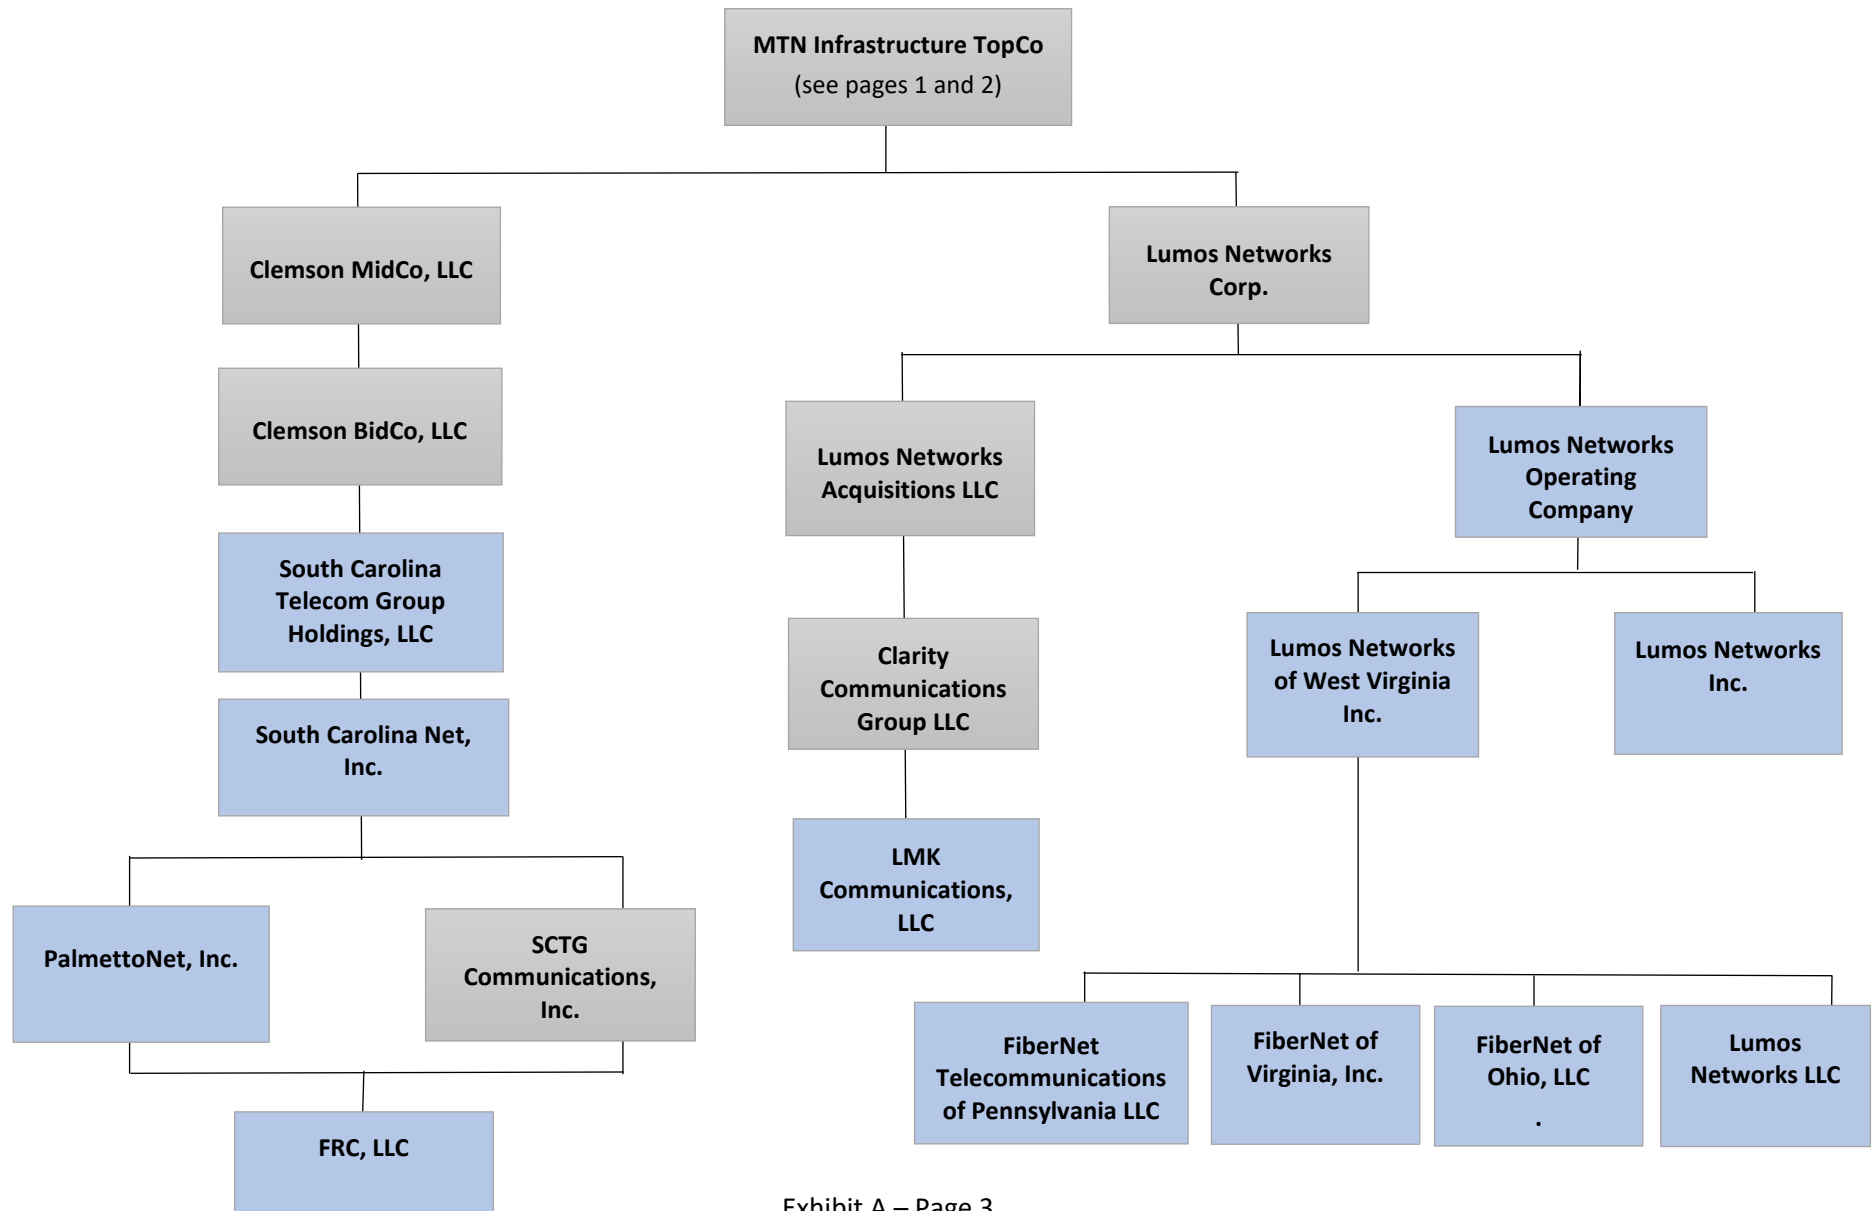 MTN Infrastructure TopCo
(see pages 1 and 2)
Clemson MidCo, LLC
Lumos Networks
Corp.
Clemson BidCo, LLC
Lumos Networks
Acquisitions LLC
Lumos Networks
Operating
Company
South Carolina
Telecom Group
Holdings, LLC
Clarity
Communications
Group LLC
Lumos Networks
of West Virginia
Inc.
Lumos Networks
Inc.
South Carolina Net,
Inc.
LMK
Communications,
LLC
PalmettoNet, Inc.
SCTG
Communications,
Inc.
FiberNet
Telecommunications
of Pennsylvania LLC
FiberNet of
Virginia, Inc.
FiberNet of
Ohio, LLC
.
Lumos
Networks LLC
FRC, LLC
Exhibit A – Page 3